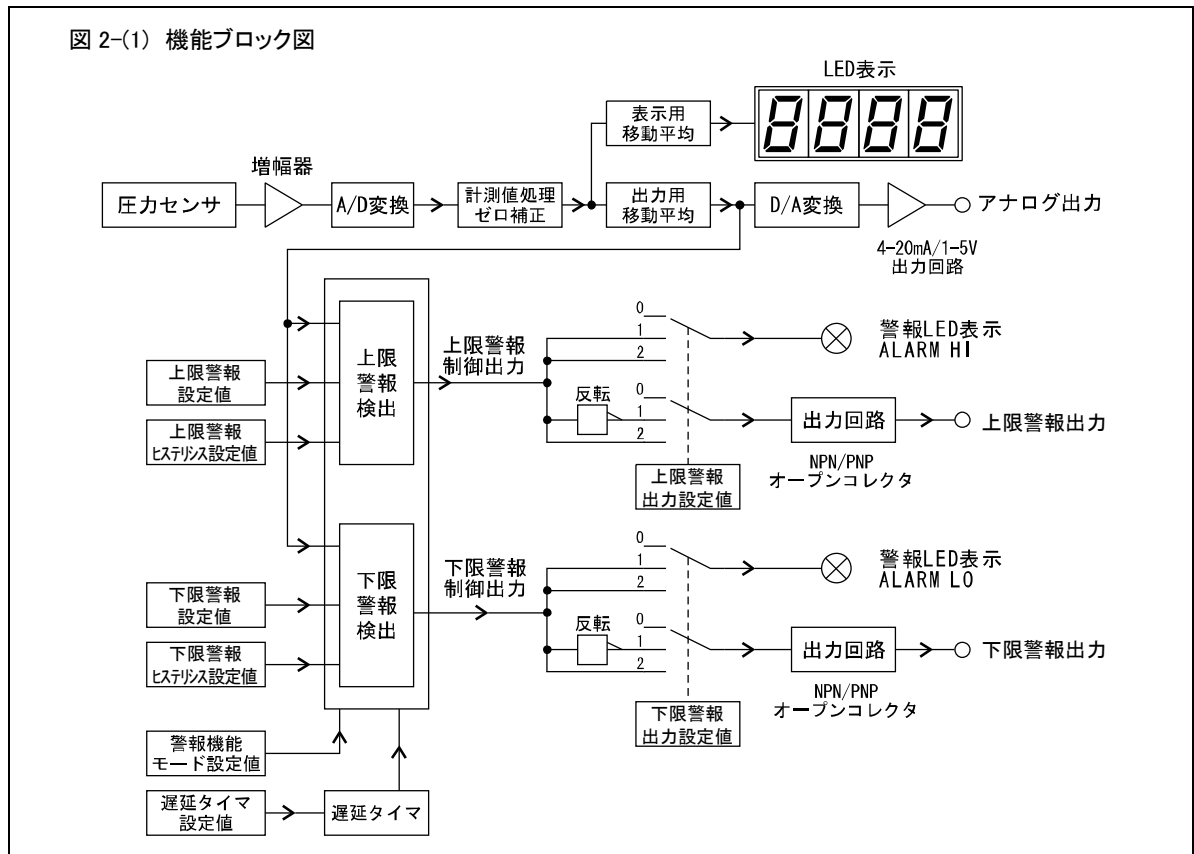 図 2-(1) 機能ブロック図
LED表示
8888
表示用
移動平均
増幅器
圧力センサ
A/D変換
計測値処理
ゼロ補正
出力用
移動平均
D/A変換
アナログ出力
4-20mA/1-5V
出力回路
上限警報
設定値
上限警報
ヒステリシス設定値
上限
警報
検出
上限警報
制御出力
0
1
2
警報LED表示
ALARM HI
反転
0
1
2
出力回路
上限警報出力
NPN/PNP
オープンコレクタ
上限警報
出力設定値
下限警報
設定値
下限警報
ヒステリシス設定値
下限
警報
検出
下限警報
制御出力
0
1
2
警報LED表示
ALARM LO
反転
0
1
2
出力回路
下限警報出力
NPN/PNP
オープンコレクタ
下限警報
出力設定値
警報機能
モード設定値
遅延タイマ
設定値
遅延タイマ